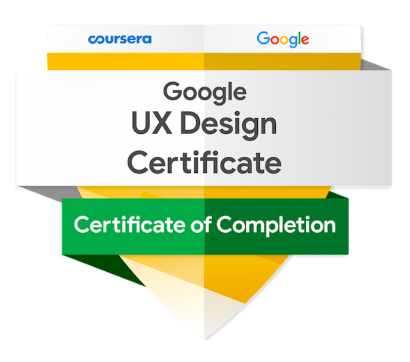 coursera Google
Google
UX Design
Certificate
Certificate of Completion